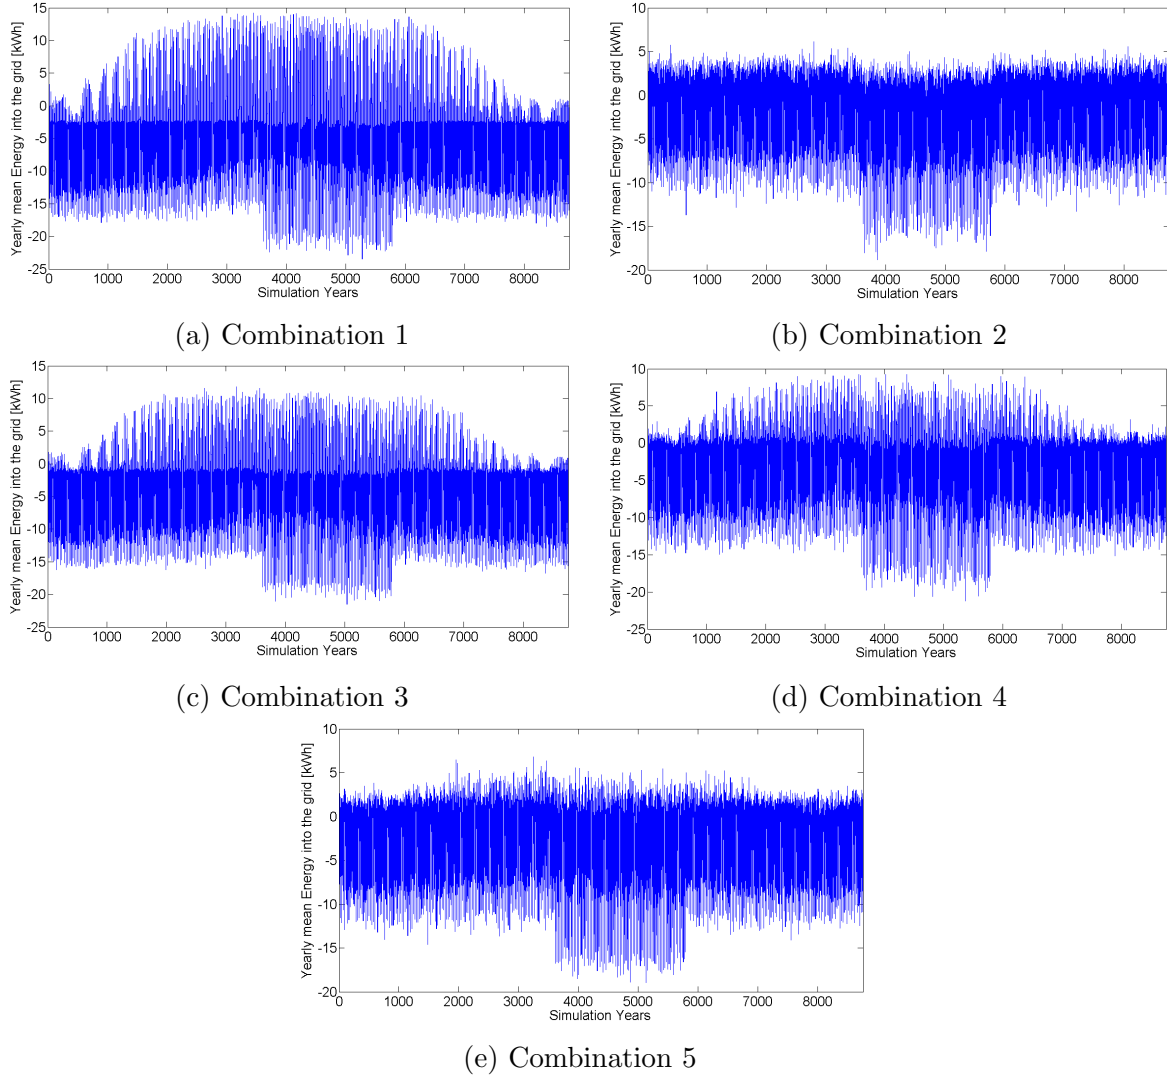 Yearly mean Energy into the grid [kWh]
15
10
5
0
-5
-10
-15
-20
-25
0 1000 2000 3000 4000 5000 6000 7000 8000
Simulation Years
(a) Combination 1
Yearly mean Energy into the grid [kWh]
10
5
0
-5
-10
-15
-20
0 1000 2000 3000 4000 5000 6000 7000 8000
Simulation Years
(b) Combination 2
Yearly mean Energy into the grid [kWh]
15
10
5
0
-5
-10
-15
-20
-25
0 1000 2000 3000 4000 5000 6000 7000 8000
Simulation Years
(c) Combination 3
Yearly mean Energy into the grid [kWh]
10
5
0
-5
-10
-15
-20
-25
0 1000 2000 3000 4000 5000 6000 7000 8000
Simulation Years
(d) Combination 4
Yearly mean Energy into the grid [kWh]
10
5
0
-5
-10
-15
-20
0 1000 2000 3000 4000 5000 6000 7000 8000
Simulation Years
(e) Combination 5